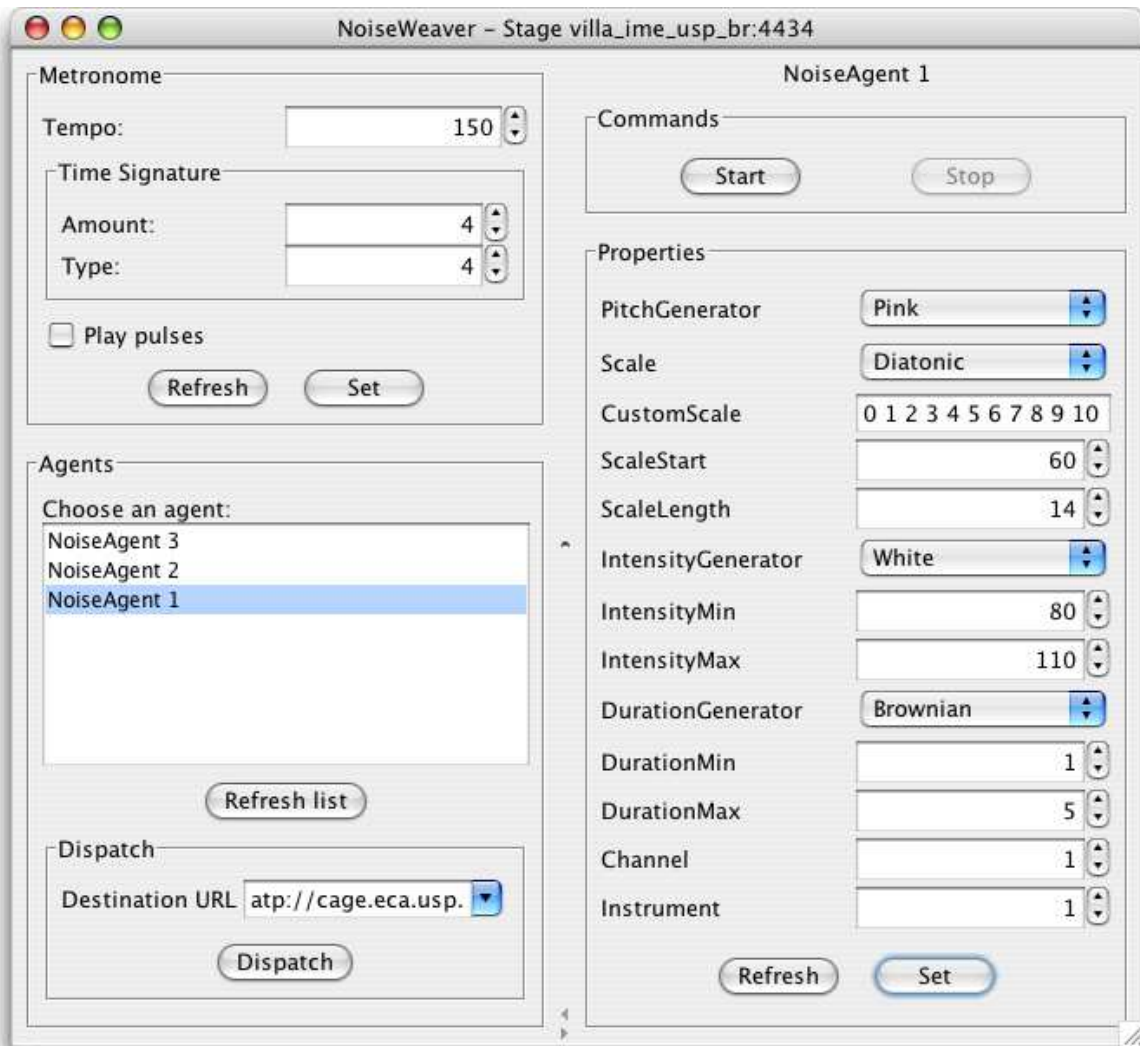 NoiseWeaver – Stage villa_ime_usp_br:4434
Metronome
Tempo: 150
Time Signature
Amount: 4
Type: 4
Play pulses
Refresh Set
Agents
Choose an agent:
NoiseAgent 3
NoiseAgent 2
NoiseAgent 1
Refresh list
Dispatch
Destination URL atp://cage.eca.usp.
Dispatch
NoiseAgent 1
Commands
Start Stop
Properties
PitchGenerator Pink
Scale Diatonic
CustomScale 0 1 2 3 4 5 6 7 8 9 10
ScaleStart 60
ScaleLength 14
IntensityGenerator White
IntensityMin 80
IntensityMax 110
DurationGenerator Brownian
DurationMin 1
DurationMax 5
Channel 1
Instrument 1
Refresh Set